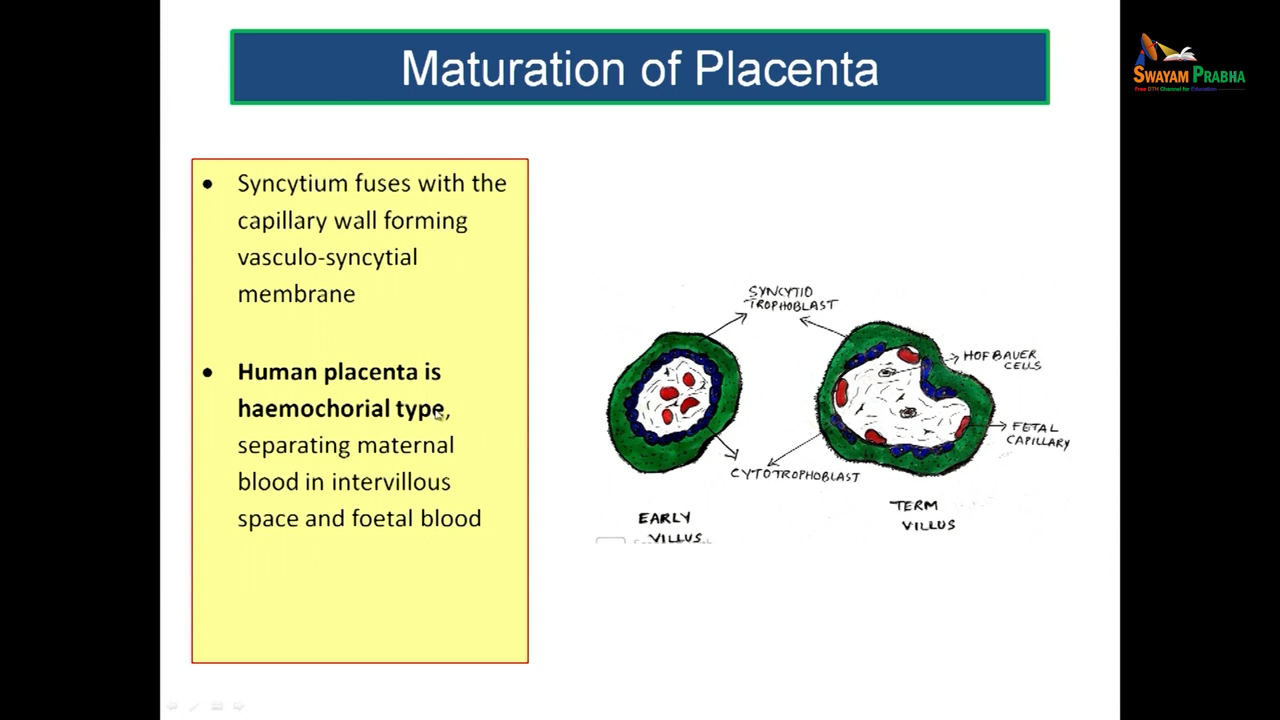 Maturation of Placenta
SWAYAM PRABHA
Free DTH Channel for Education
• Syncytium fuses with the
capillary wall forming
vasculo-syncytial
membrane
• Human placenta is
haemochorial type,
separating maternal
blood in intervillous
space and foetal blood
SYNCYTIO
TROPHOBLAST
HOFBAUER
CELLS
FETAL
CAPILLARY
CYTOTROPHOBLAST
EARLY
VILLUS
TERM
VILLUS